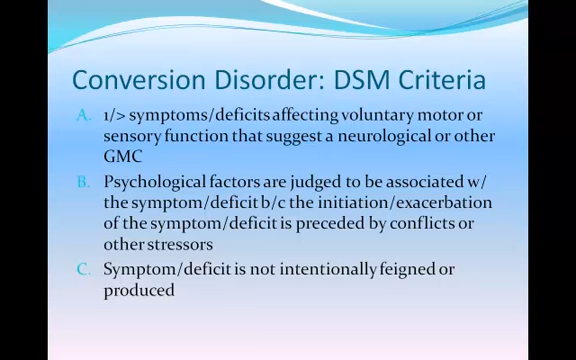 Conversion Disorder: DSM Criteria
A. 1/> symptoms/deficits affecting voluntary motor or
sensory function that suggest a neurological or other
GMC
B. Psychological factors are judged to be associated w/
the symptom/deficit b/c the initiation/exacerbation
of the symptom/deficit is preceded by conflicts or
other stressors
C. Symptom/deficit is not intentionally feigned or
produced